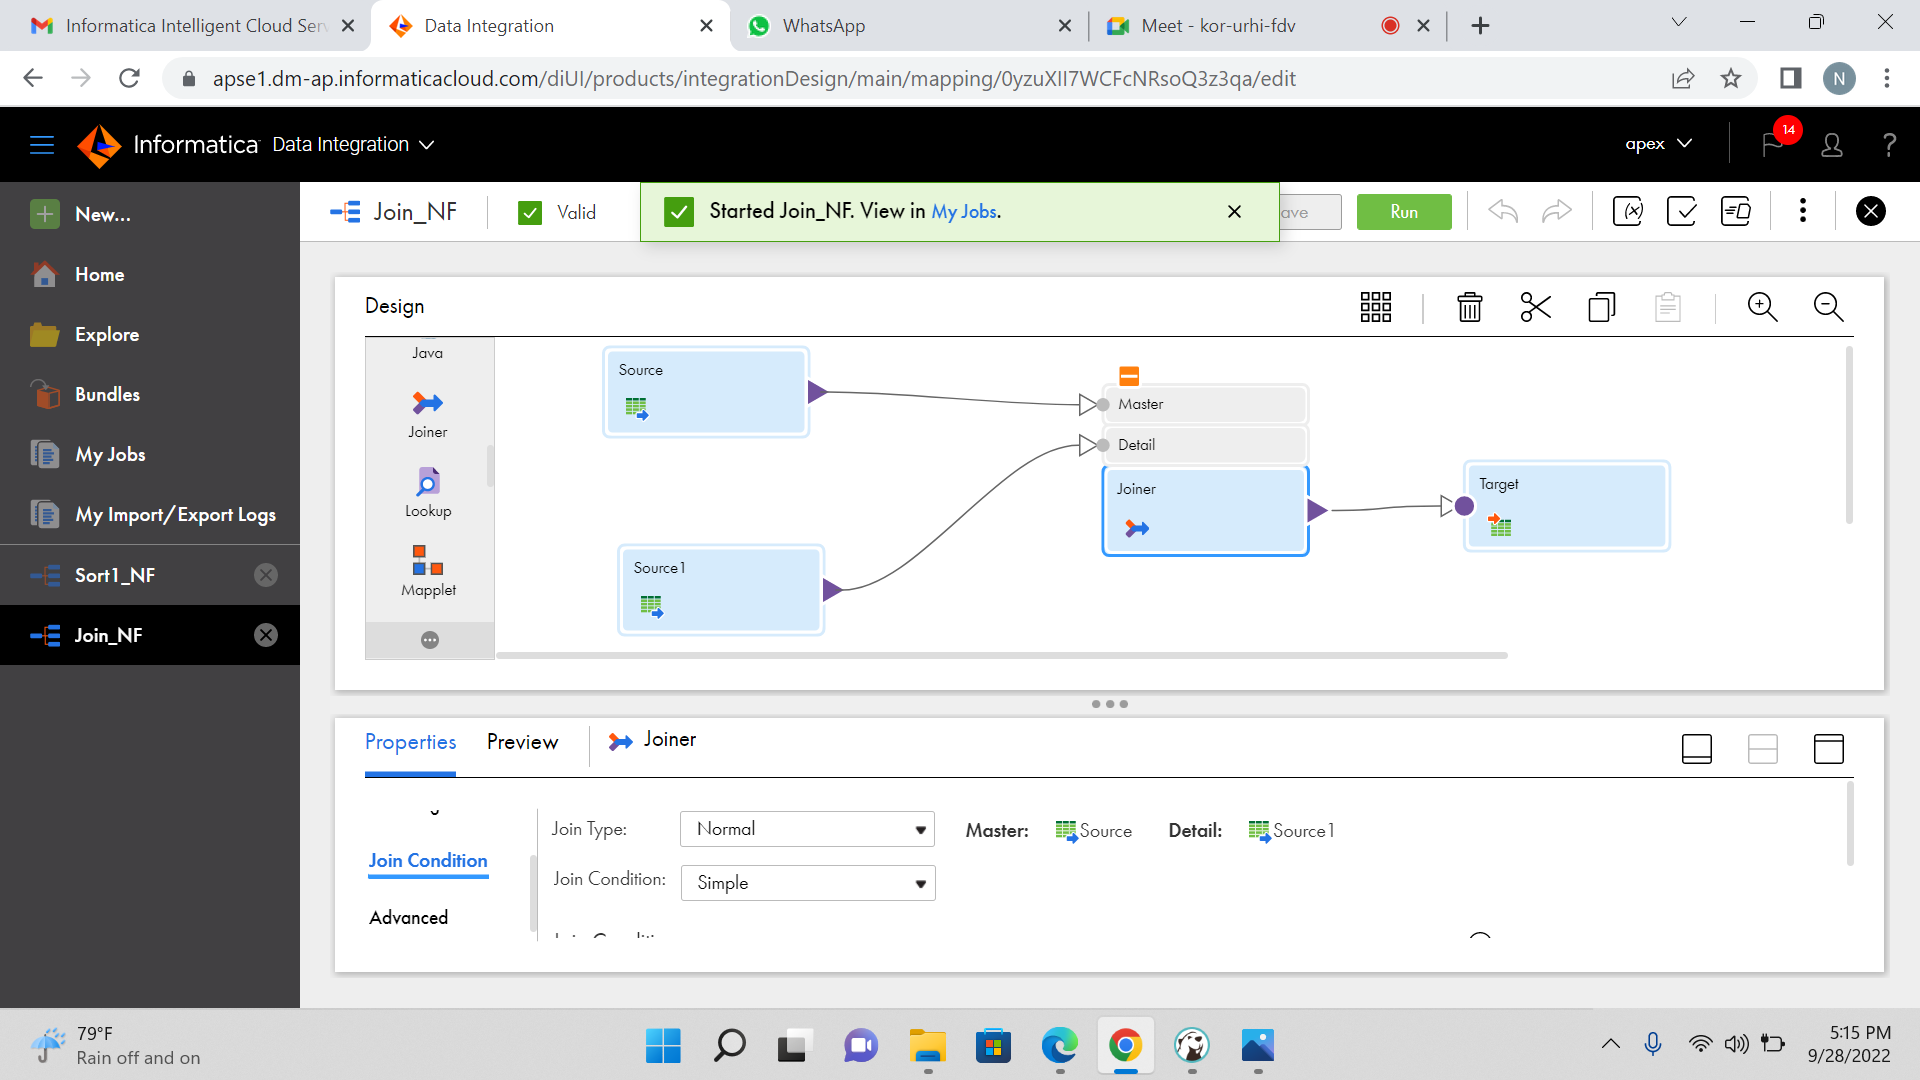 Informatica Intelligent Cloud Serv
Data Integration
WhatsApp
Meet - kor-urhi-fdv
apse1.dm-ap.informaticacloud.com/diUI/products/integrationDesign/main/mapping/0yzuXII7WCFcNRsoQ3z3qa/edit
N
Informatica Data Integration
apex
14
?
New...
Home
Explore
Bundles
My Jobs
My Import/Export Logs
Sort1_NF
Join_NF
Join_NF
Valid
Started Join_NF. View in My Jobs.
ave
Run
Design
Java
Joiner
Lookup
Mapplet
Source
Source1
Master
Detail
Joiner
Target
Properties
Preview
Joiner
Join Condition
Advanced
Join Type:
Normal
Master:
Source
Detail:
Source1
Join Condition:
Simple
79°F
Rain off and on
5:15 PM
9/28/2022